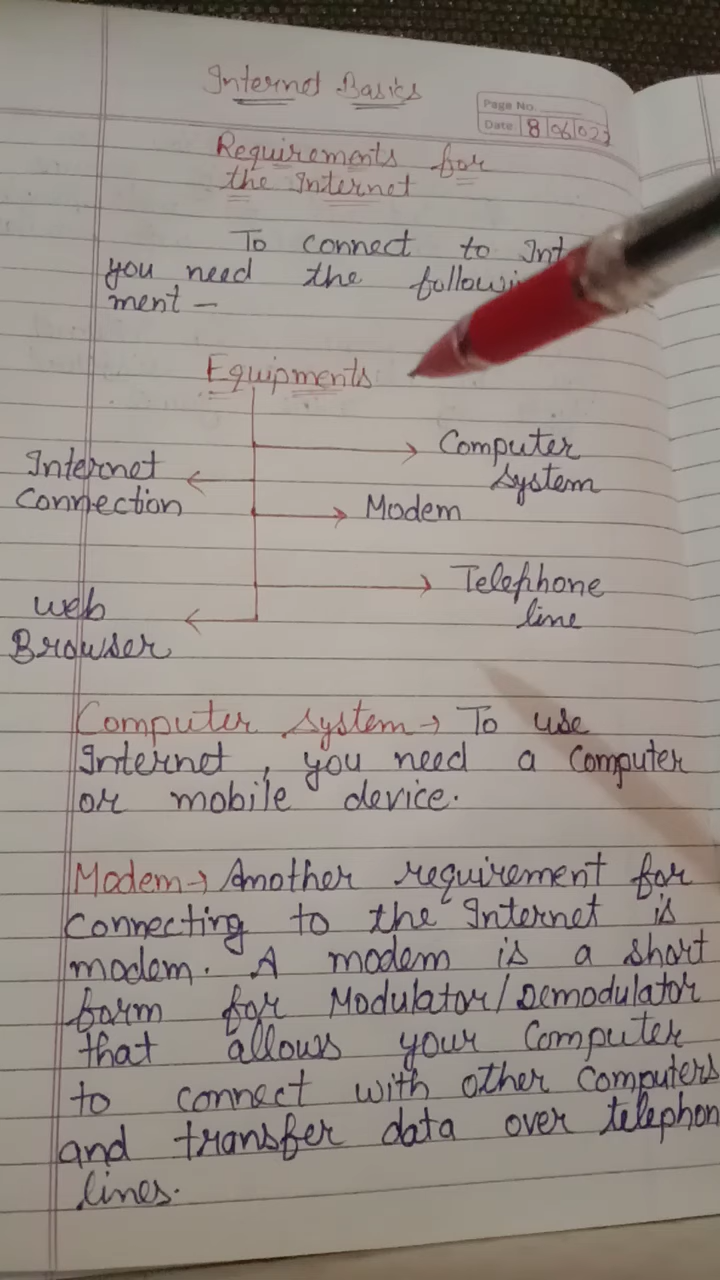 Internet Basics
Page No.
Date: 8/06/022
Requirements for
the Internet
To connect to Int
you need the followi
ment -
Equipments
Computer
System
Internet
Connection
Modem
Telephone
line
Web
Browser
Computer System → To use
Internet, you need a Computer
or mobile device.
Modem → Another requirement for
connecting to the Internet is
modem. A modem is a short
form for Modulator/Demodulator
that allows your Computer
to connect with other Computers
and transfer data over telephon
lines.